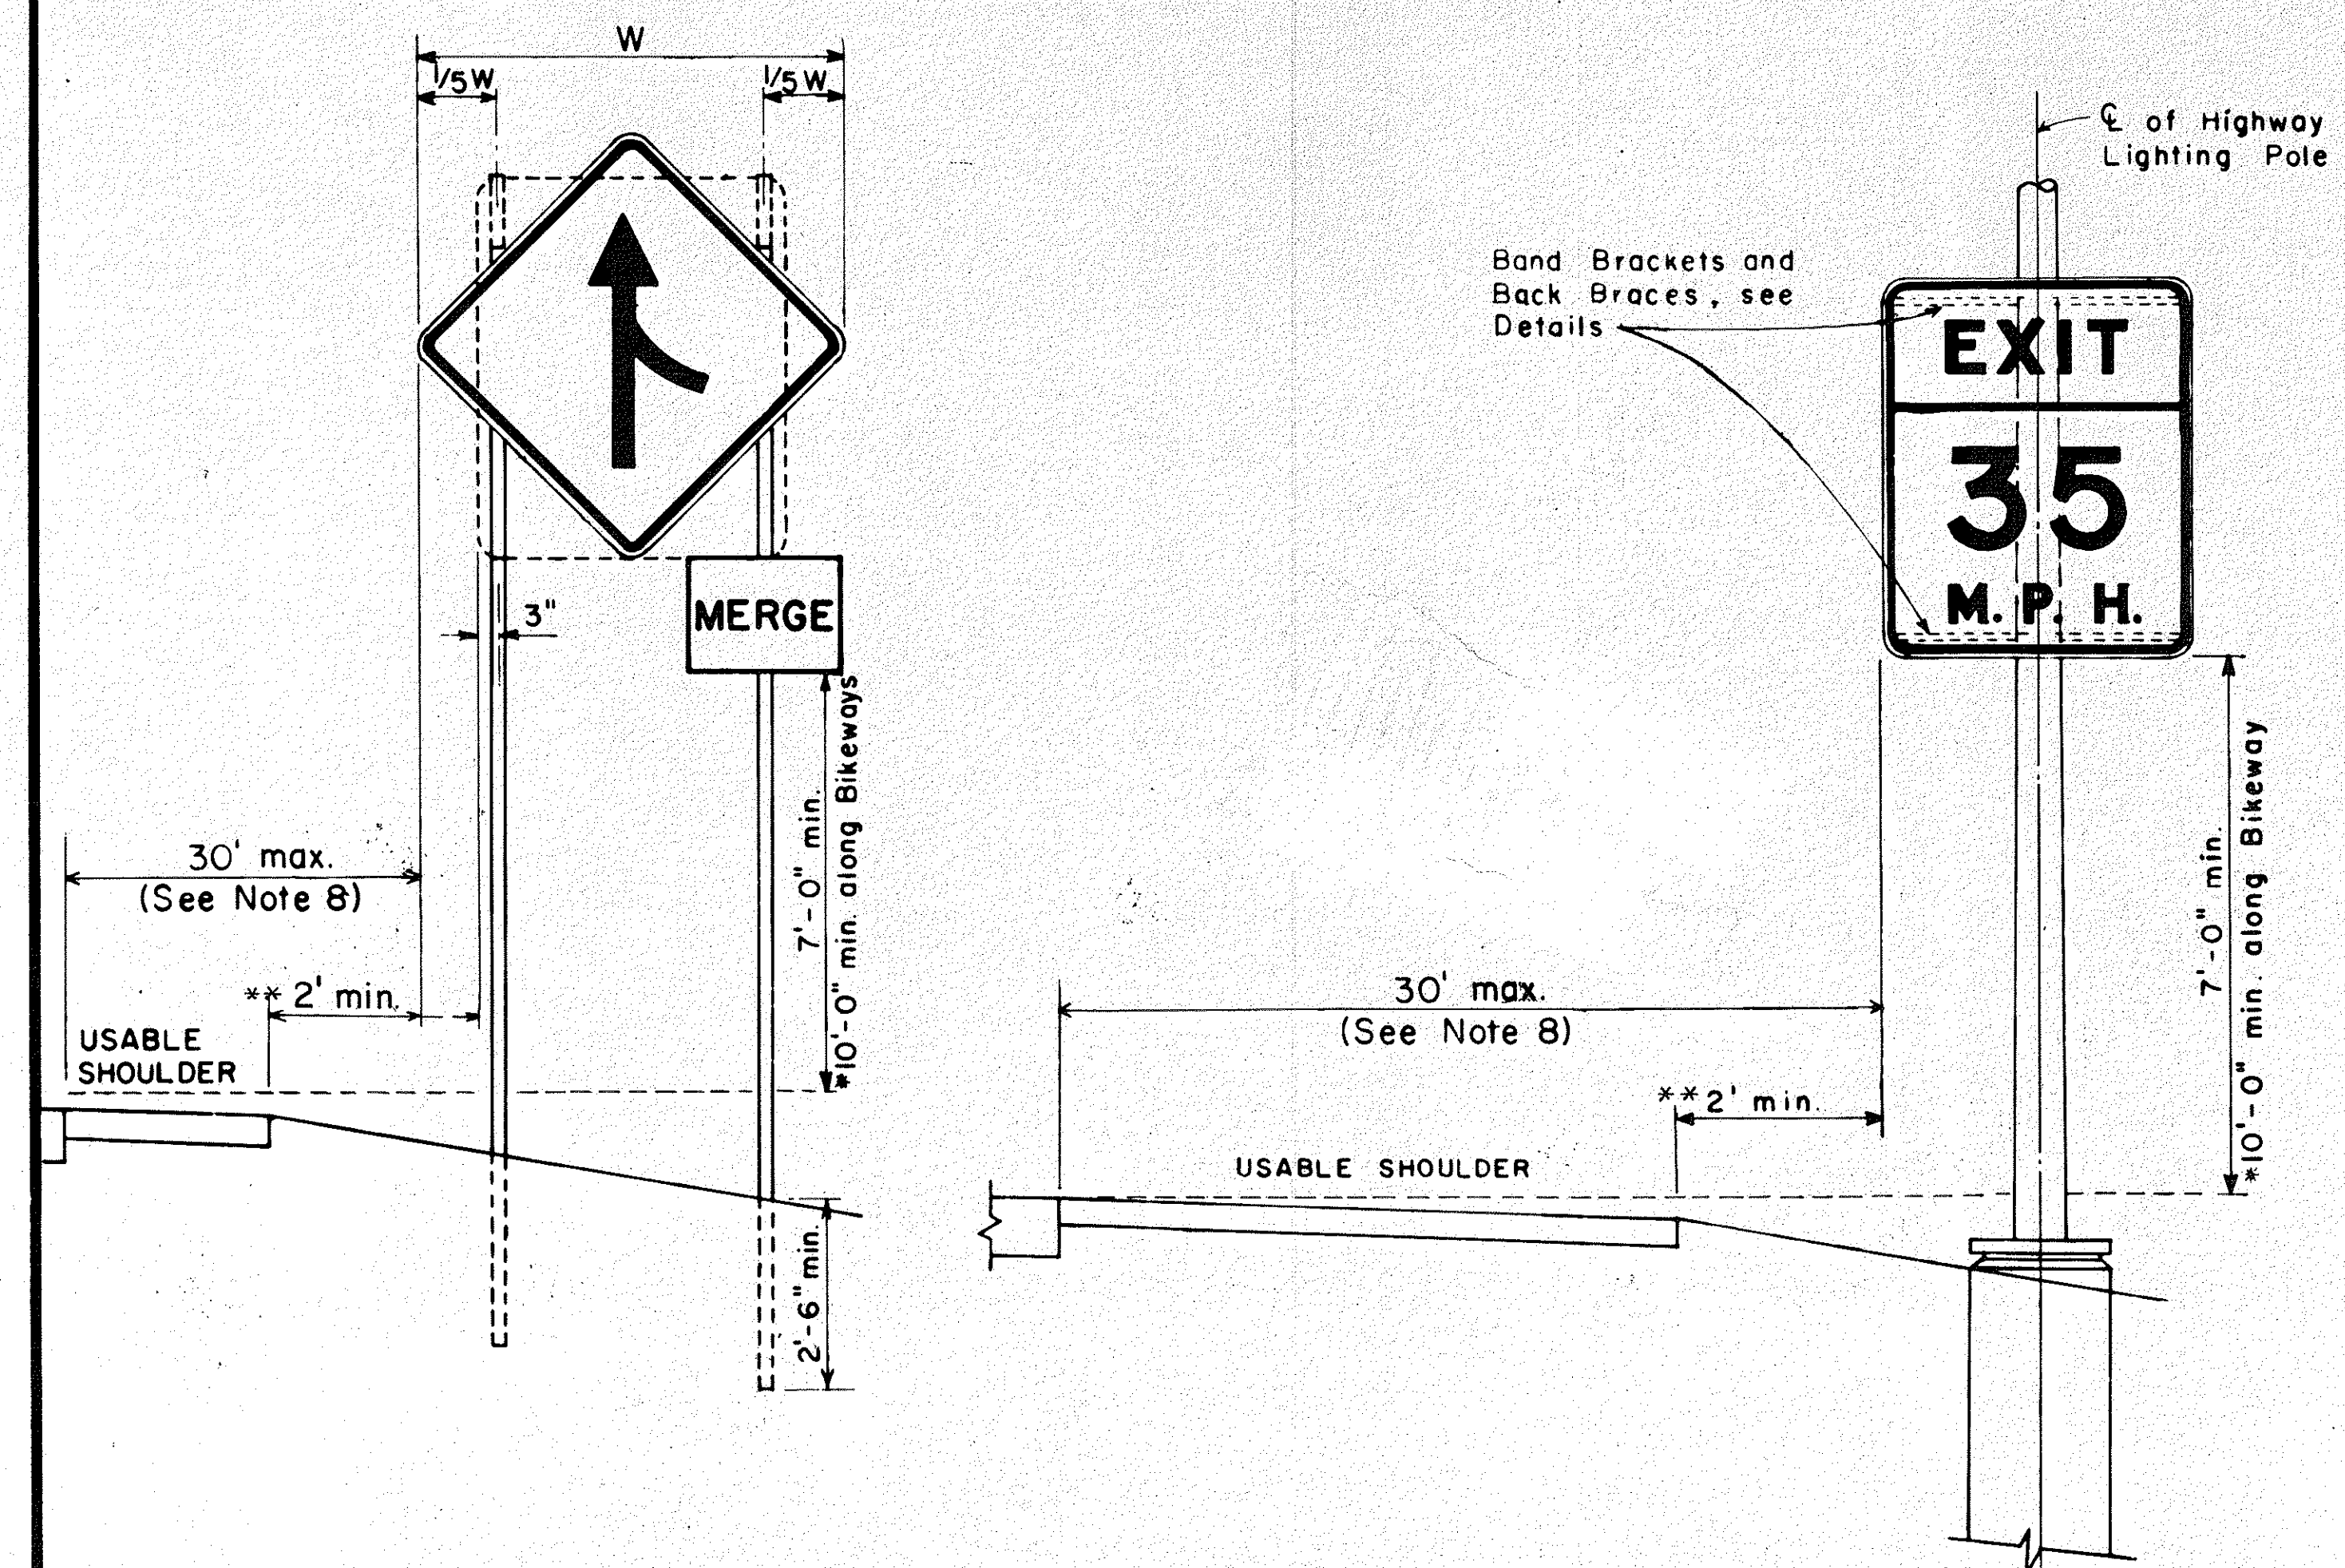 W
1/5 W
1/5 W
MERGE
3"
7'-0" min.
*10'-0" min. along Bikeways
30' max.
(See Note 8)
** 2' min.
USABLE
SHOULDER
2'-6" min.
℄ of Highway
Lighting Pole
Band Brackets and
Back Braces, see
Details
EXIT
35
M. P. H.
7'-0" min.
*10'-0" min. along Bikeway
30' max.
(See Note 8)
**2' min.
USABLE SHOULDER